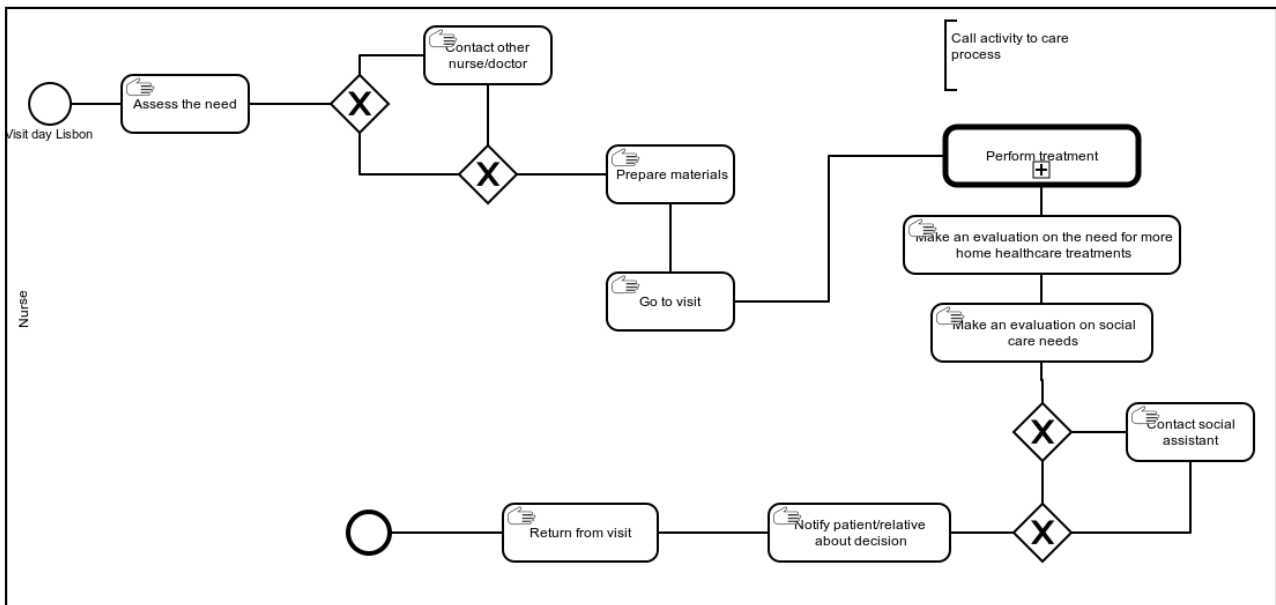 Contact other
nurse/doctor
Call activity to care
process
Assess the need
Visit day Lisbon
Perform treatment
Prepare materials
Make an evaluation on the need for more
home healthcare treatments
Go to visit
Nurse
Make an evaluation on social
care needs
Contact social
assistant
Return from visit
Notify patient/relative
about decision